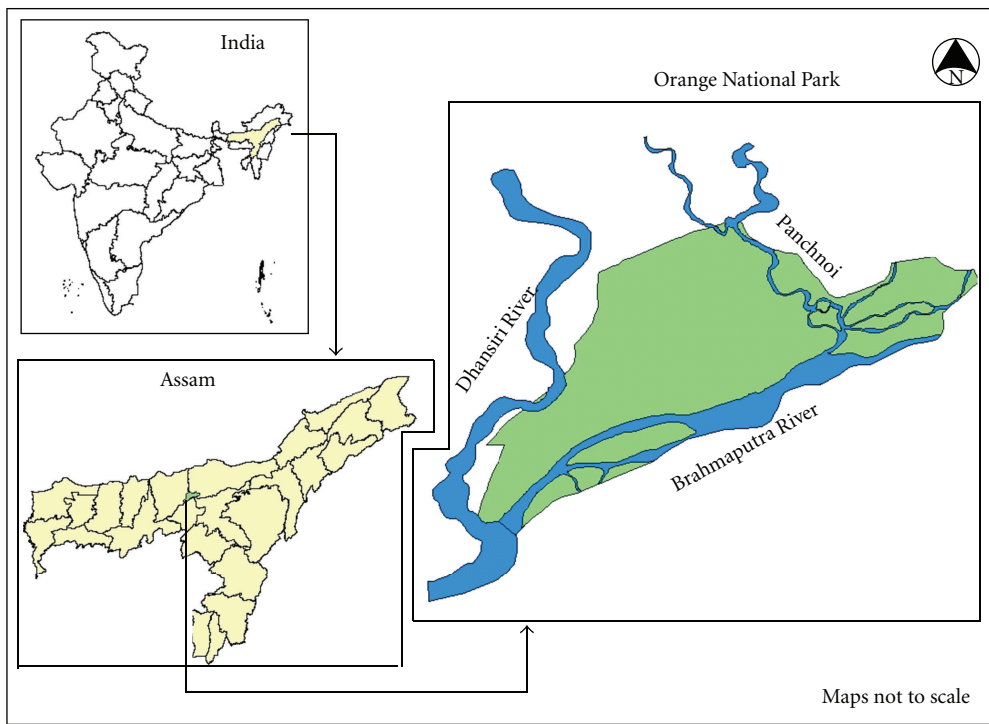 India
Orange National Park
N
Panchnoi
Dhansiri River
Brahmaputra River
Assam
Maps not to scale